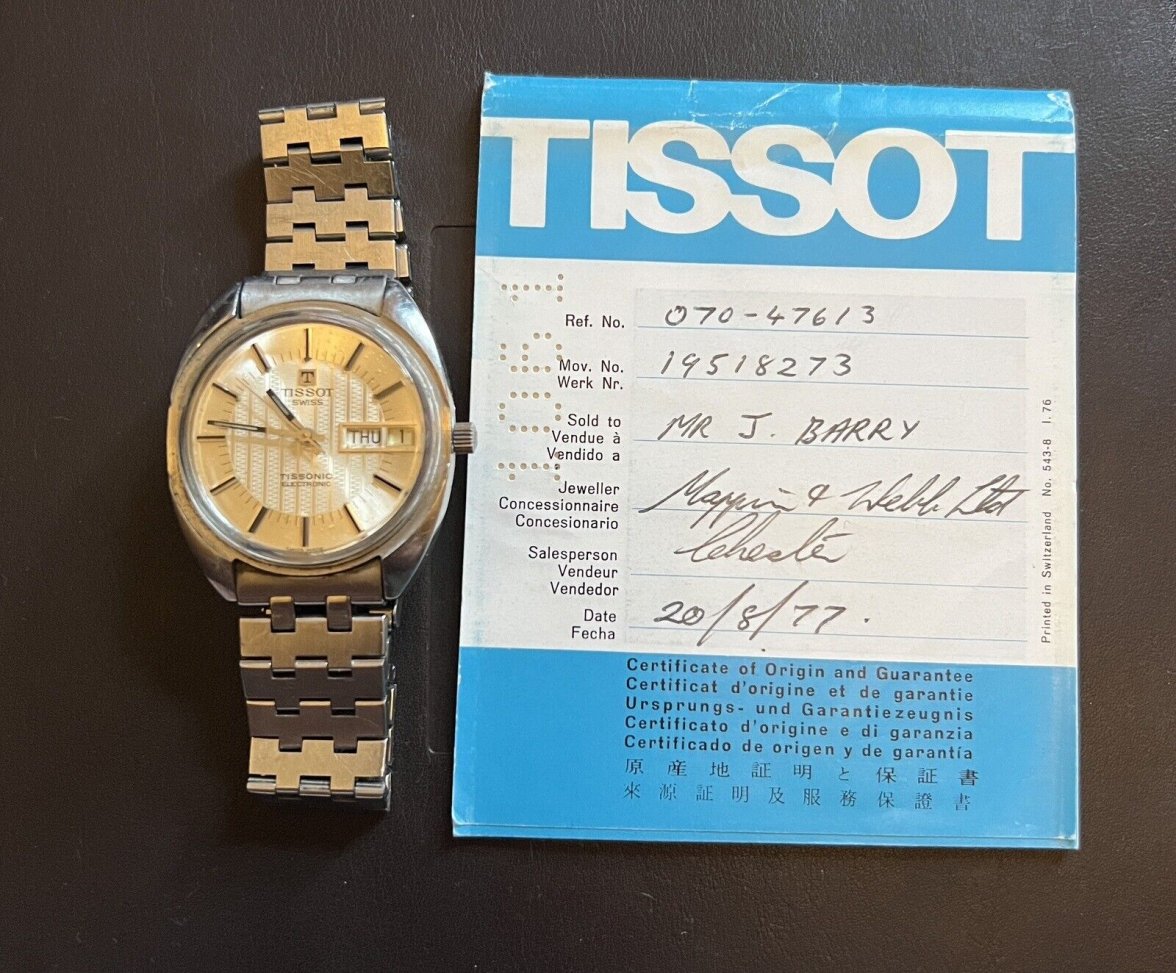 T
TISSOT
SWISS
THU 1
TISSONIC
ELECTRONIC
TISSOT
TISSOT
Ref. No. 070-47613
Mov. No. 19518273
Werk Nr.
Sold to MR J. BARRY
Vendue à
Vendido a
Jeweller Mappin & Webb Ltd
Concessionnaire
Concesionario Chester
Salesperson
Vendeur
Vendedor
Date 20/8/77.
Fecha
Certificate of Origin and Guarantee
Certificat d'origine et de garantie
Ursprungs- und Garantiezeugnis
Certificato d'origine e di garanzia
Certificado de origen y de garantía
原産地証明と保証書
來源証明及服務保證書
Printed in Switzerland No. 543-8 1.76